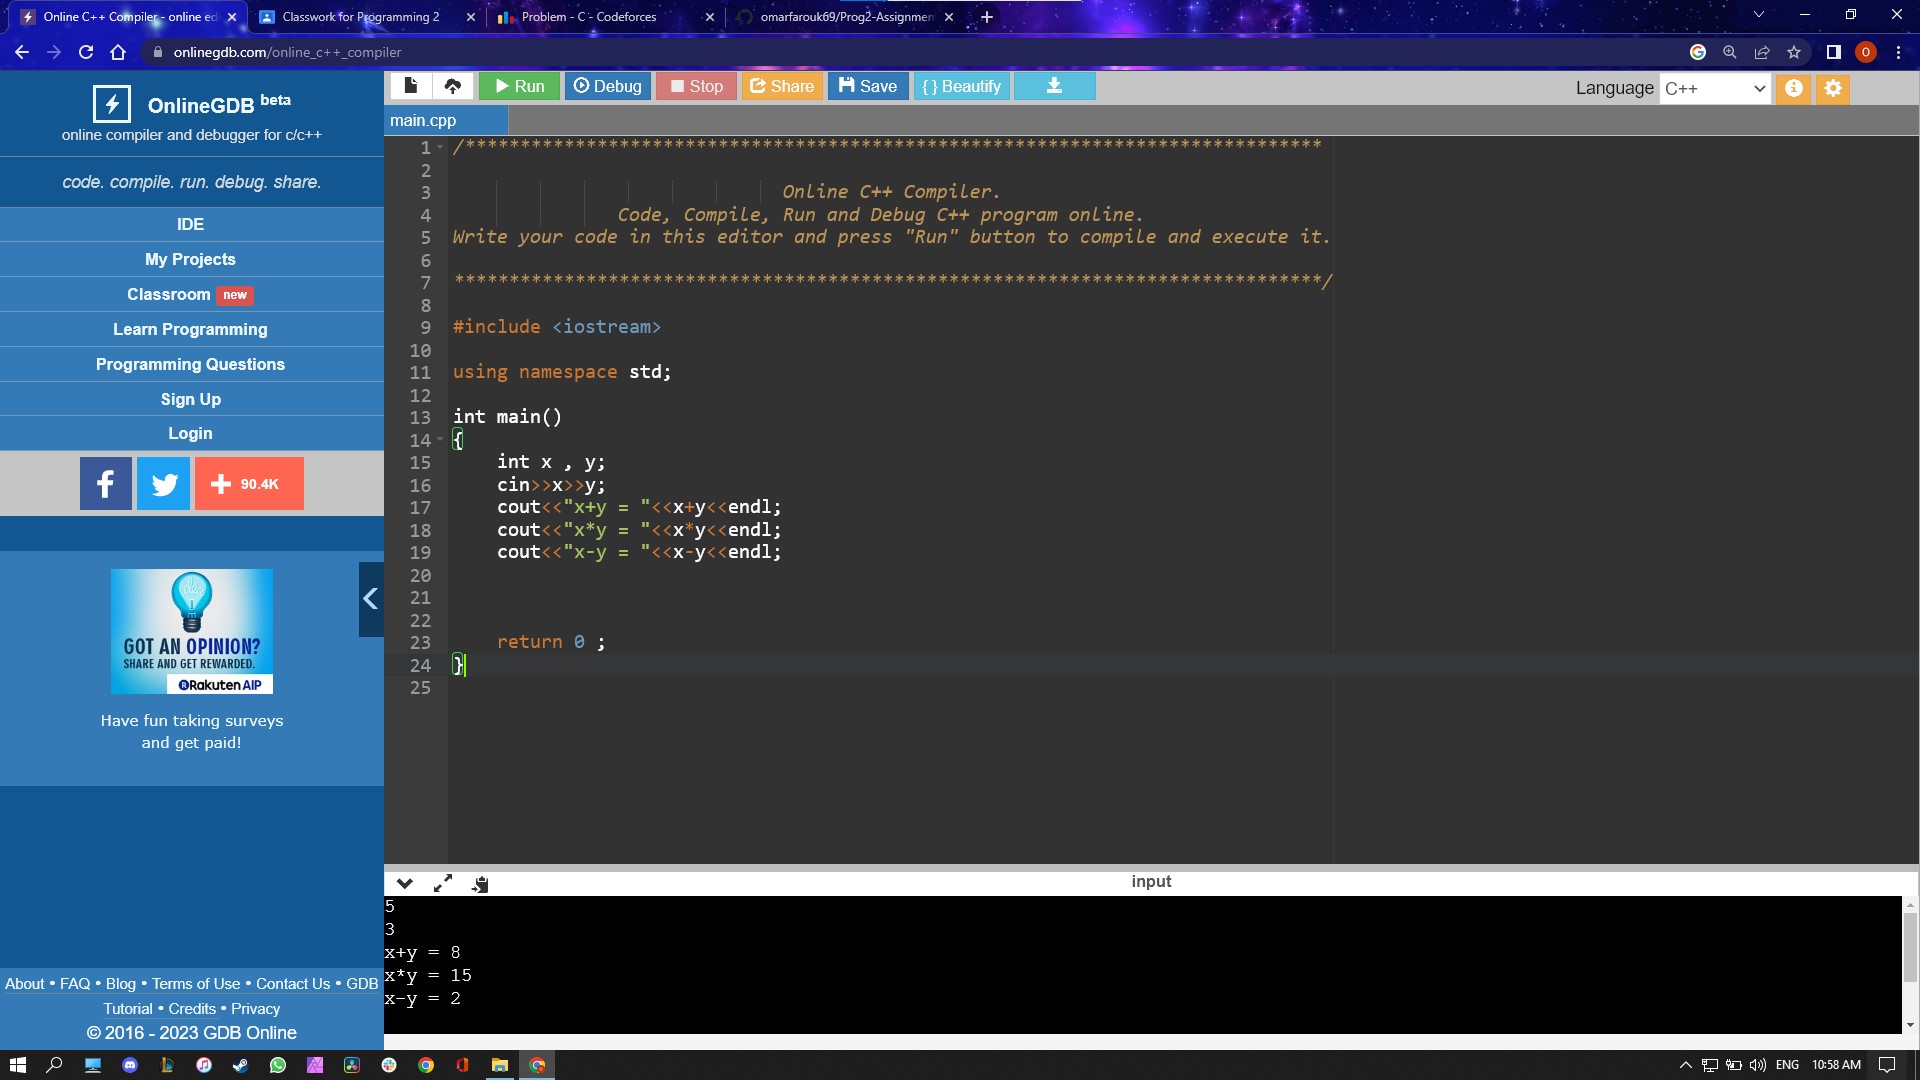 Online C++ Compiler - online ed
Classwork for Programming 2
Problem - C - Codeforces
omarfarouk69/Prog2-Assignmen
onlinegdb.com/online_c++_compiler
O
OnlineGDB beta
online compiler and debugger for c/c++
code. compile. run. debug. share.
IDE
My Projects
Classroom new
Learn Programming
Programming Questions
Sign Up
Login
90.4K
GOT AN OPINION?
SHARE AND GET REWARDED.
Rakuten AIP
Have fun taking surveys
and get paid!
About • FAQ • Blog • Terms of Use • Contact Us • GDB
Tutorial • Credits • Privacy
© 2016 - 2023 GDB Online
Run Debug Stop Share Save { } Beautify
Language C++
main.cpp
1 /******************************************************************************
2
3 Online C++ Compiler.
4 Code, Compile, Run and Debug C++ program online.
5 Write your code in this editor and press "Run" button to compile and execute it.
6
7 *******************************************************************************/
8
9 #include <iostream>
10
11 using namespace std;
12
13 int main()
14 {
15 int x , y;
16 cin>>x>>y;
17 cout<<"x+y = "<<x+y<<endl;
18 cout<<"x*y = "<<x*y<<endl;
19 cout<<"x-y = "<<x-y<<endl;
20
21
22
23 return 0 ;
24 }
25
input
5
3
x+y = 8
x*y = 15
x-y = 2
ENG 10:58 AM